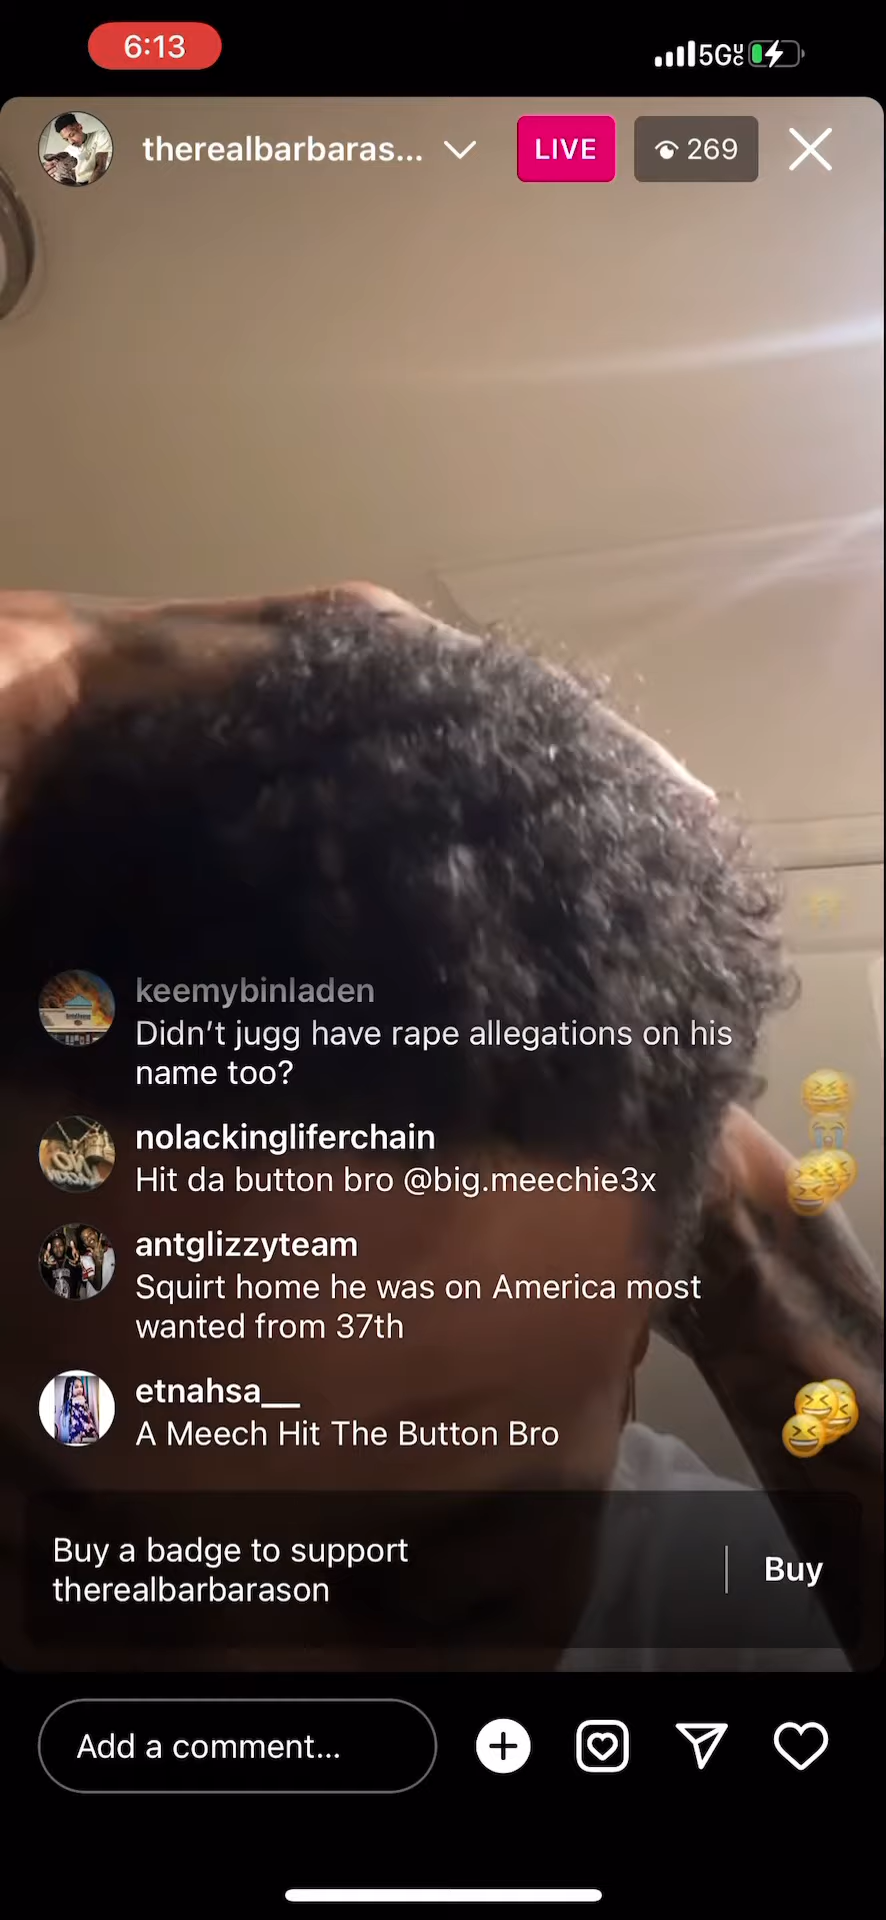 6:13
5GUC
therealbarbaras...
LIVE
269
keemybinladen
Didn’t jugg have rape allegations on his
name too?
nolackingliferchain
Hit da button bro @big.meechie3x
antglizzyteam
Squirt home he was on America most
wanted from 37th
etnahsa__
A Meech Hit The Button Bro
Buy a badge to support
therealbarbarason
Buy
Add a comment...